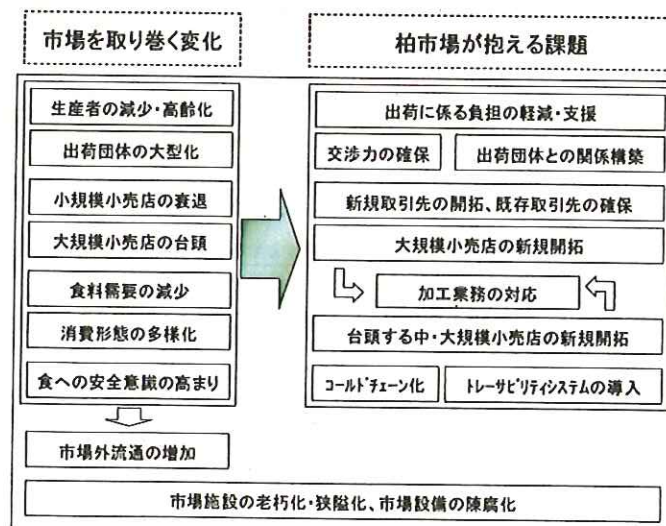 市場を取り巻く変化
柏市場が抱える課題
生産者の減少・高齢化
出荷団体の大型化
小規模小売店の衰退
大規模小売店の台頭
食料需要の減少
消費形態の多様化
食への安全意識の高まり
市場外流通の増加
出荷に係る負担の軽減・支援
交渉力の確保
出荷団体との関係構築
新規取引先の開拓、既存取引先の確保
大規模小売店の新規開拓
加工業務の対応
台頭する中・大規模小売店の新規開拓
ｺｰﾙﾄﾞﾁｪｰﾝ化
ﾄﾚｰｻﾋﾞﾘﾃｨｼｽﾃﾑの導入
市場施設の老朽化・狭隘化、市場設備の陳腐化